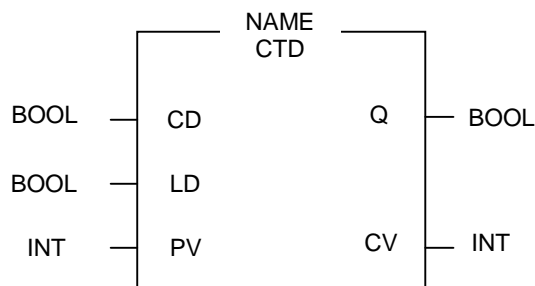 NAME
CTD
BOOL CD Q BOOL
BOOL LD
INT PV CV INT